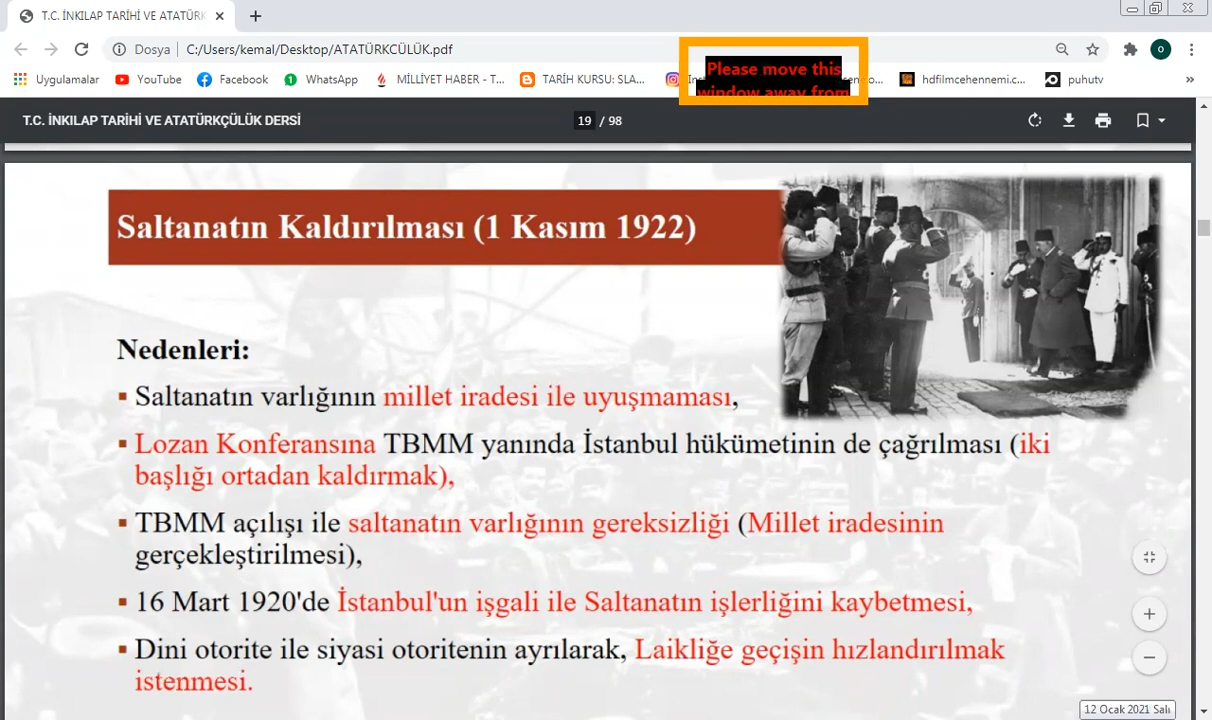 T.C. İNKILAP TARİHİ VE ATATÜRK
Dosya C:/Users/kemal/Desktop/ATATÜRKCÜLÜK.pdf
Uygulamalar YouTube Facebook WhatsApp MİLLİYET HABER - T... TARİH KURSU: SLA... hdfilmcehennemi.c... puhutv
Please move this
window away from
T.C. İNKILAP TARİHİ VE ATATÜRKÇÜLÜK DERSİ 19 / 98
Saltanatın Kaldırılması (1 Kasım 1922)
Nedenleri:
▪ Saltanatın varlığının millet iradesi ile uyuşmaması,
▪ Lozan Konferansına TBMM yanında İstanbul hükümetinin de çağrılması (iki
başlığı ortadan kaldırmak),
▪ TBMM açılışı ile saltanatın varlığının gereksizliği (Millet iradesinin
gerçekleştirilmesi),
▪ 16 Mart 1920'de İstanbul'un işgali ile Saltanatın işlerliğini kaybetmesi,
▪ Dini otorite ile siyasi otoritenin ayrılarak, Laikliğe geçişin hızlandırılmak
istenmesi.
12 Ocak 2021 Salı